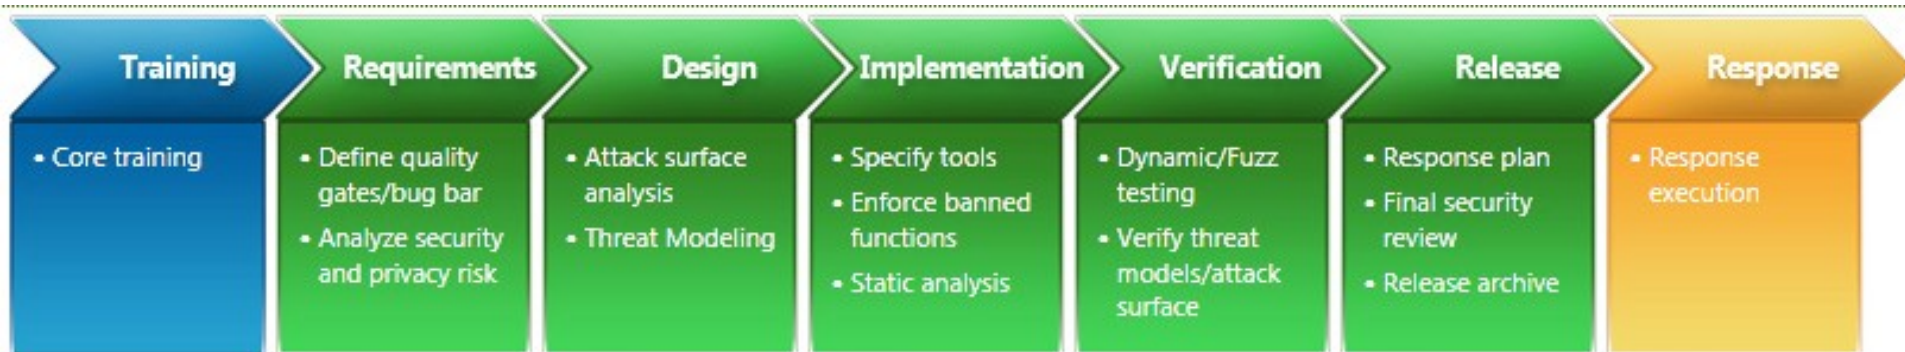 Training
Requirements
Design
Implementation
Verification
Release
Response
• Core training
• Define quality
gates/bug bar
• Analyze security
and privacy risk
• Attack surface
analysis
• Threat Modeling
• Specify tools
• Enforce banned
functions
• Static analysis
• Dynamic/Fuzz
testing
• Verify threat
models/attack
surface
• Response plan
• Final security
review
• Release archive
• Response
execution